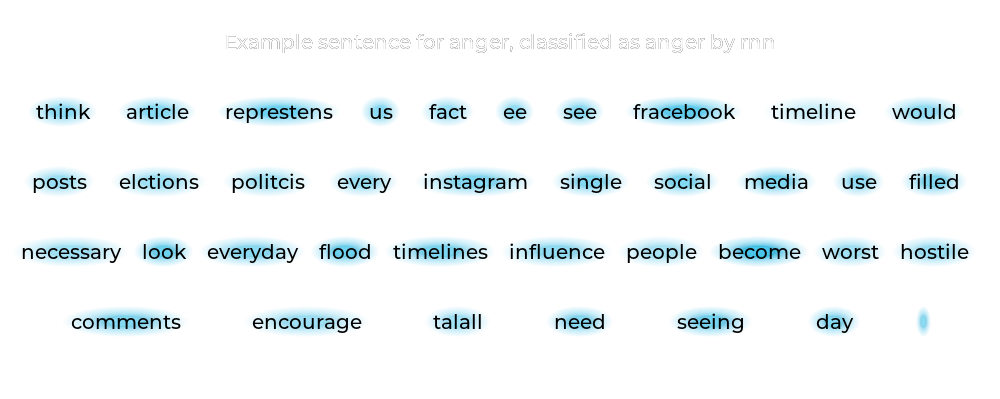 Example sentence for anger, classified as anger by rnn
think article represtens us fact ee see fracebook timeline would
posts elctions politcis every instagram single social media use filled
necessary look everyday flood timelines influence people become worst hostile
comments encourage talall need seeing day